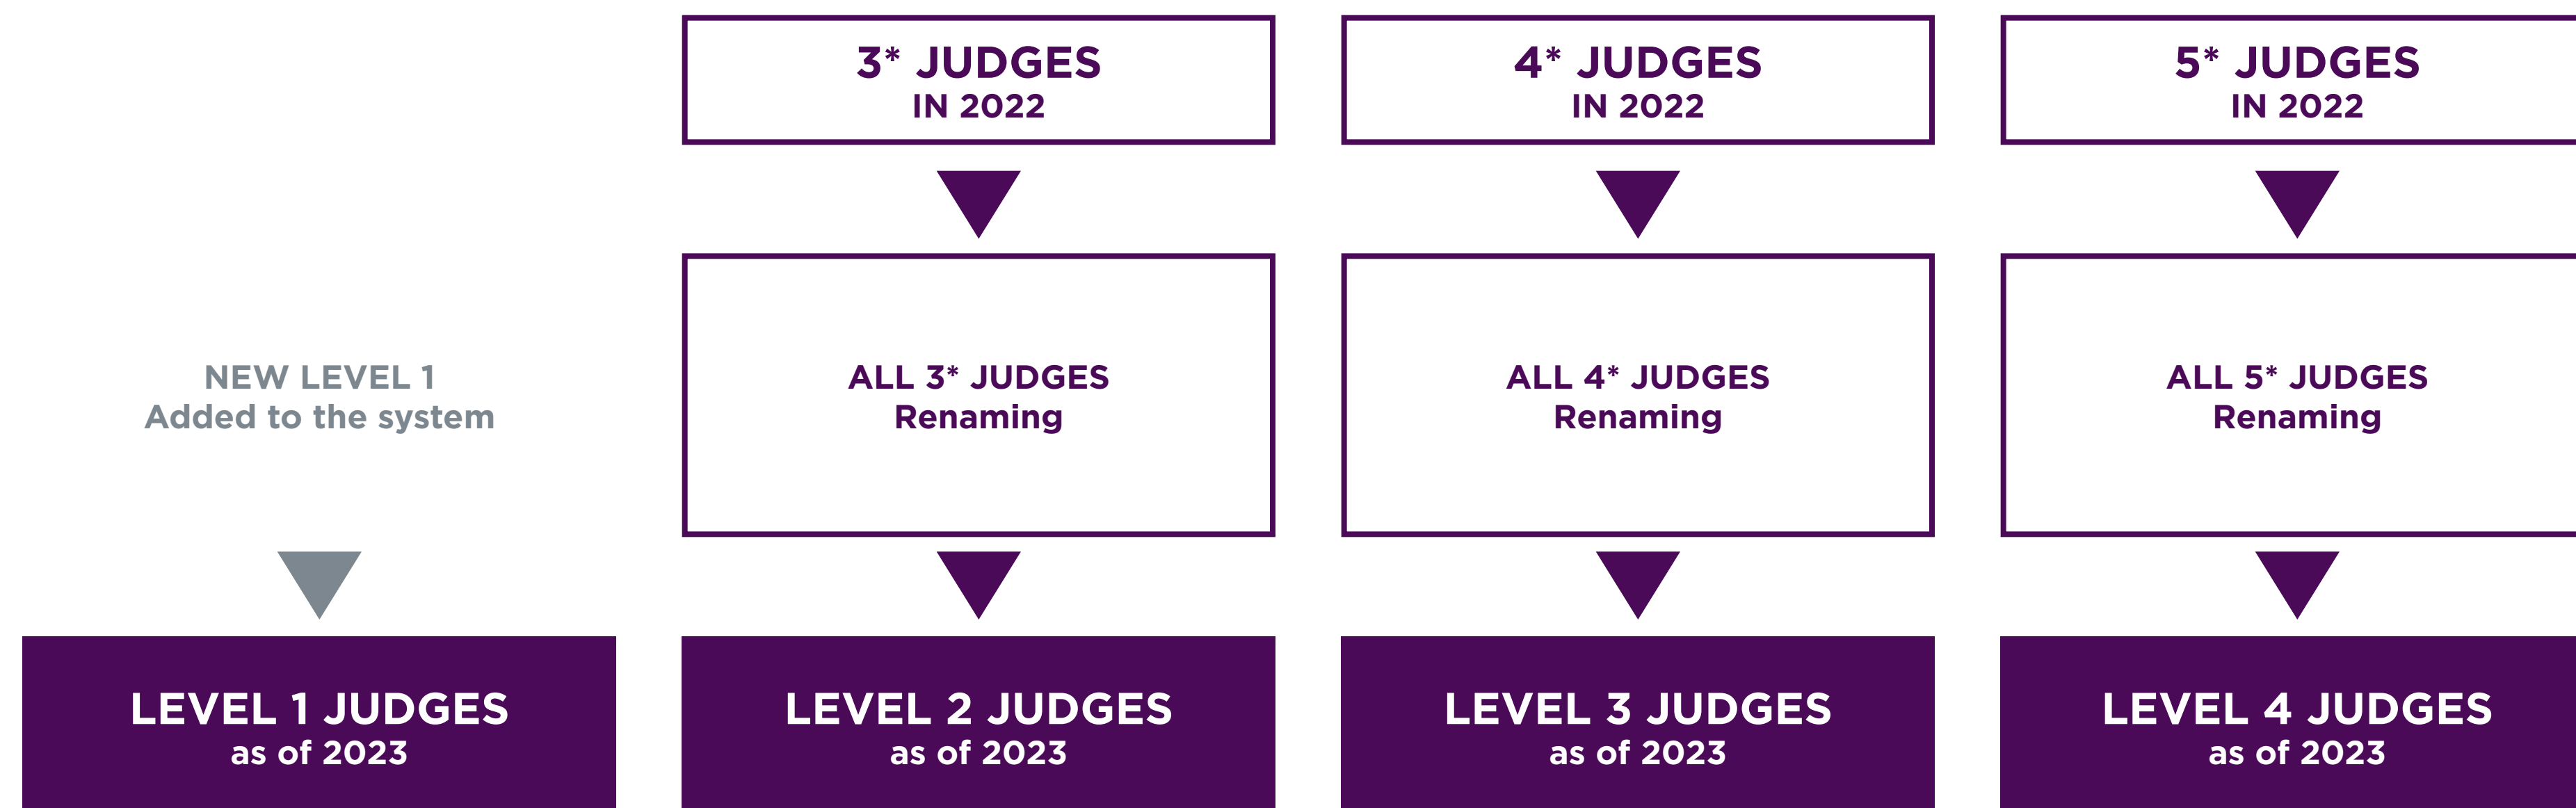 3* JUDGES
IN 2022
4* JUDGES
IN 2022
5* JUDGES
IN 2022
NEW LEVEL 1
Added to the system
ALL 3* JUDGES
Renaming
ALL 4* JUDGES
Renaming
ALL 5* JUDGES
Renaming
LEVEL 1 JUDGES
as of 2023
LEVEL 2 JUDGES
as of 2023
LEVEL 3 JUDGES
as of 2023
LEVEL 4 JUDGES
as of 2023